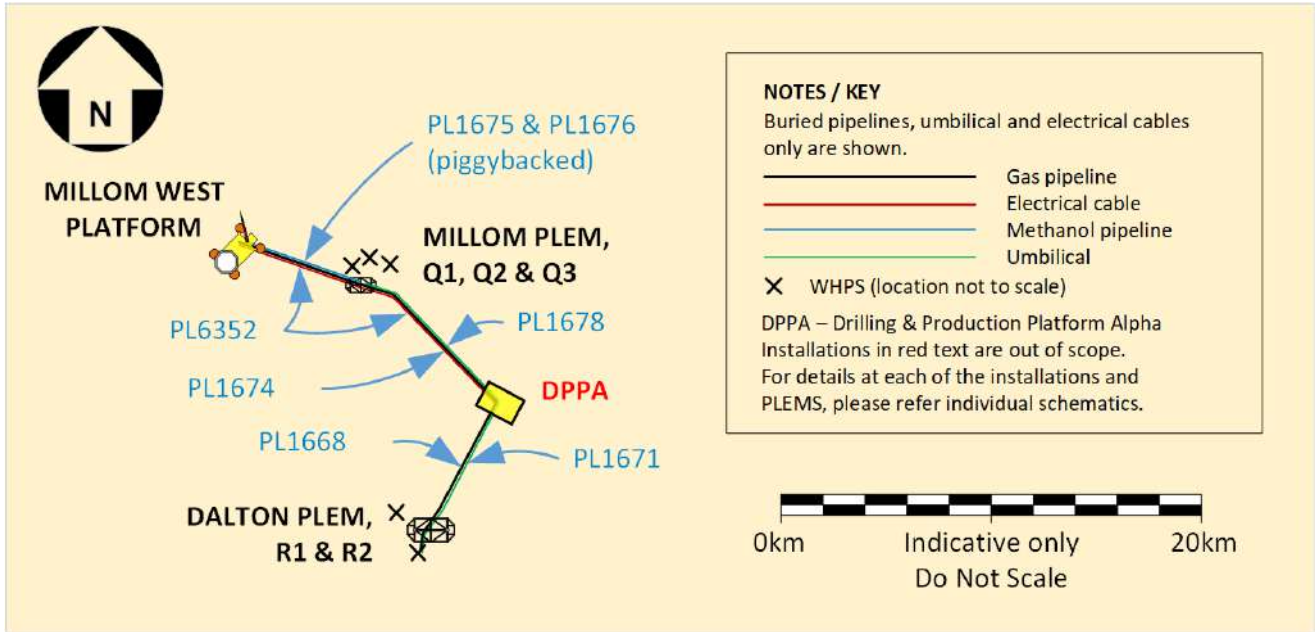 N
PL1675 & PL1676
(piggybacked)
MILLOM WEST
PLATFORM
MILLOM PLEM,
Q1, Q2 & Q3
PL6352
PL1678
PL1674
DPPA
PL1668
PL1671
DALTON PLEM,
R1 & R2
NOTES / KEY
Buried pipelines, umbilical and electrical cables
only are shown.
Gas pipeline
Electrical cable
Methanol pipeline
Umbilical
WHPS (location not to scale)
DPPA – Drilling & Production Platform Alpha
Installations in red text are out of scope.
For details at each of the installations and
PLEMS, please refer individual schematics.
0km Indicative only 20km
Do Not Scale